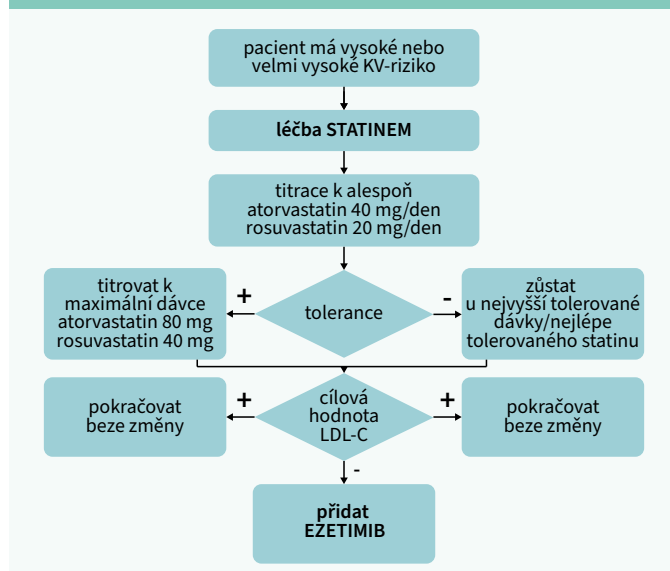 pacient má vysoké nebo
velmi vysoké KV-riziko
léčba STATINEM
titrace k alespoň
atorvastatin 40 mg/den
rosuvastatin 20 mg/den
titrovat k
maximální dávce
atorvastatin 80 mg
rosuvastatin 40 mg
+
tolerance
-
zůstat
u nejvyšší tolerované
dávky/nejlépe
tolerovaného statinu
pokračovat
beze změny
+
cílová
hodnota
LDL-C
+
pokračovat
beze změny
-
přidat
EZETIMIB